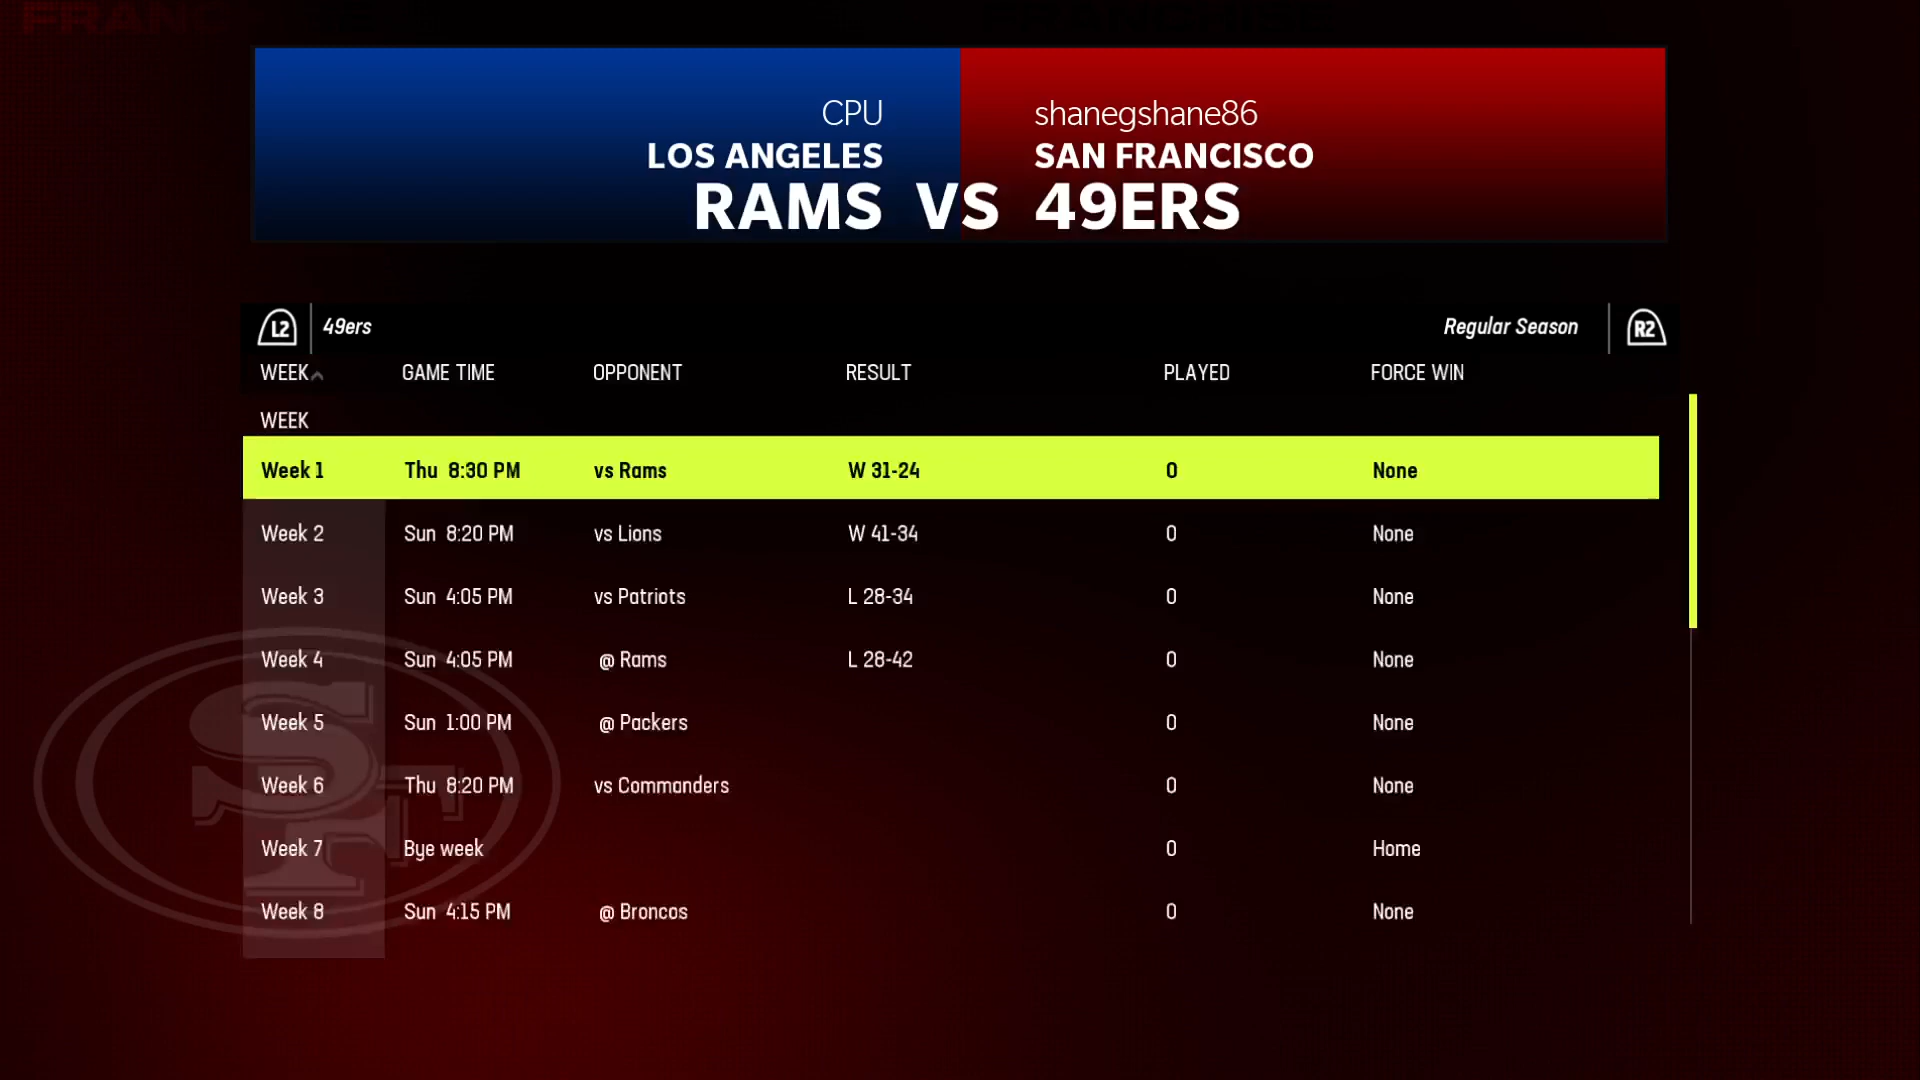 FRANCHISE
CPU
LOS ANGELES
RAMS
VS
shanegshane86
SAN FRANCISCO
49ERS
L2 49ers Regular Season R2
WEEK GAME TIME OPPONENT RESULT PLAYED FORCE WIN
WEEK
Week 1 Thu 8:30 PM vs Rams W 31-24 0 None
Week 2 Sun 8:20 PM vs Lions W 41-34 0 None
Week 3 Sun 4:05 PM vs Patriots L 28-34 0 None
Week 4 Sun 4:05 PM @ Rams L 28-42 0 None
Week 5 Sun 1:00 PM @ Packers 0 None
Week 6 Thu 8:20 PM vs Commanders 0 None
Week 7 Bye week 0 Home
Week 8 Sun 4:15 PM @ Broncos 0 None
SF